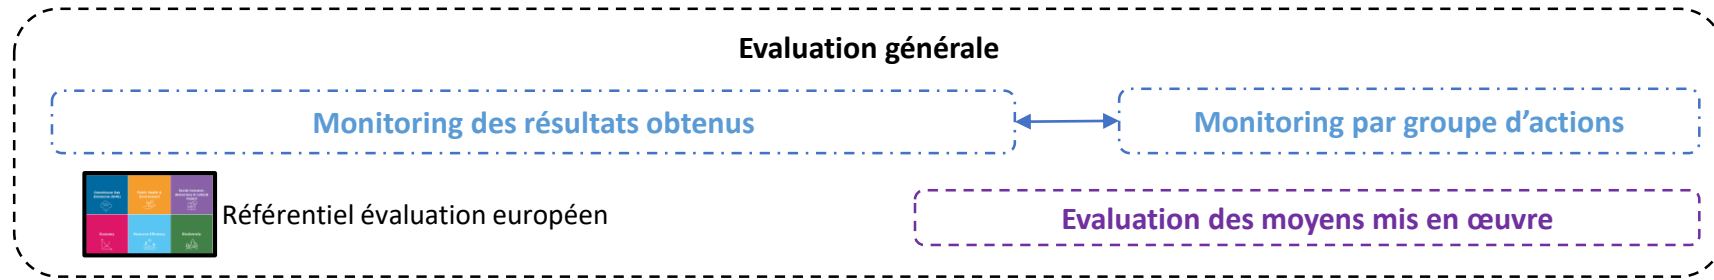 Evaluation générale
Monitoring des résultats obtenus
Monitoring par groupe d’actions
Référentiel évaluation européen
Evaluation des moyens mis en œuvre